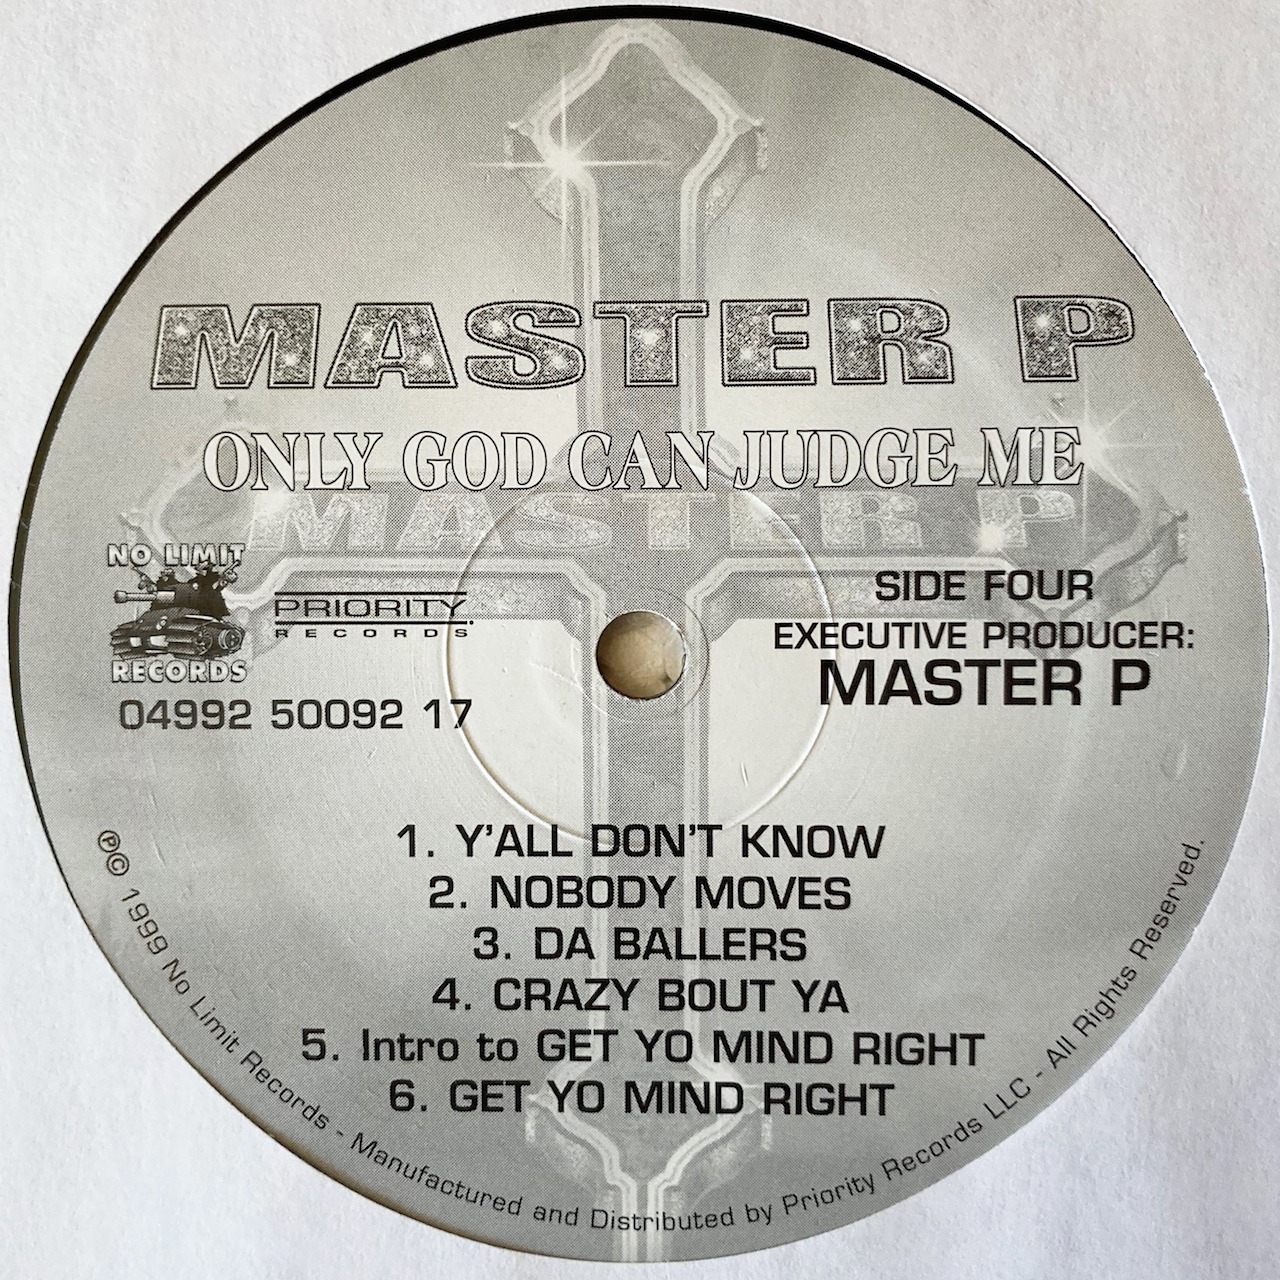 MASTER P
ONLY GOD CAN JUDGE ME
MASTER P
NO LIMIT
RECORDS
PRIORITY
RECORDS
04992 50092 17
SIDE FOUR
EXECUTIVE PRODUCER:
MASTER P
1. Y'ALL DON'T KNOW
2. NOBODY MOVES
3. DA BALLERS
4. CRAZY BOUT YA
5. Intro to GET YO MIND RIGHT
6. GET YO MIND RIGHT
℗© 1999 No Limit Records - Manufactured and Distributed by Priority Records LLC - All Rights Reserved.